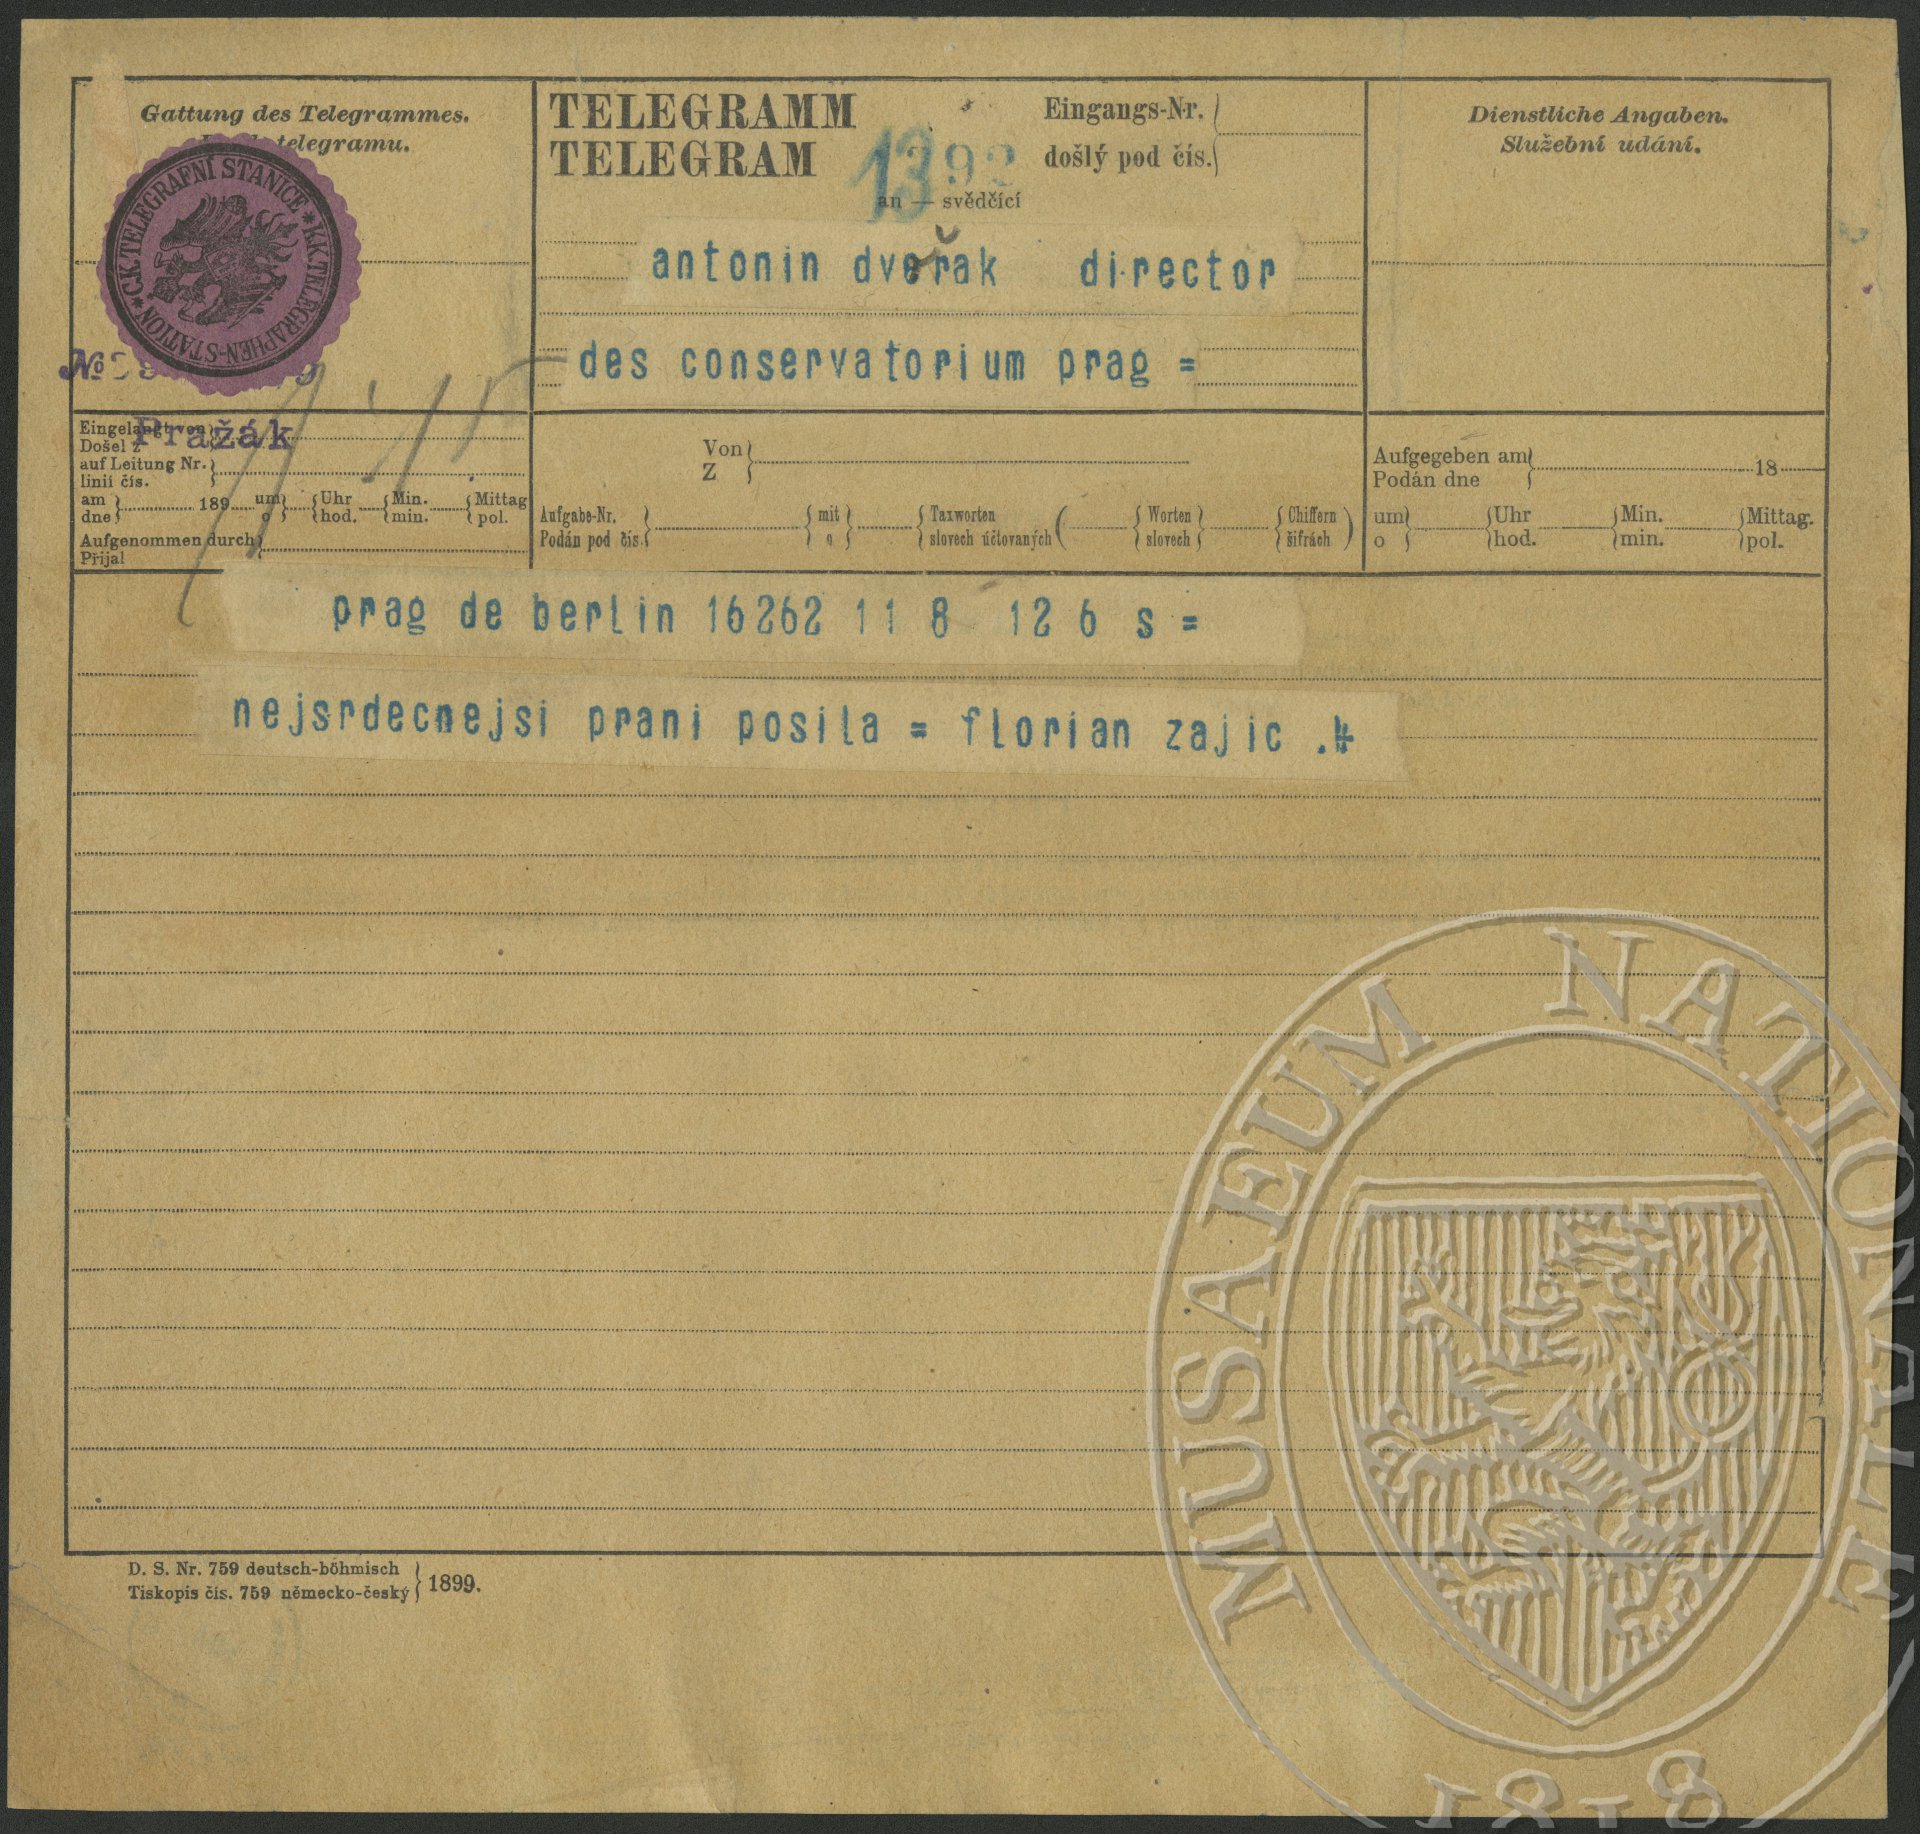 Gattung des Telegrammes.
telegramu.
TELEGRAMM
TELEGRAM
1392
an — svědčící
Eingangs-Nr.
došlý pod čís.
Dienstliche Angaben.
Služební udání.
C.K. TELEGRAFNÍ STANICE * K.K. TELEGRAPHEN-STATION *
antonin dvořak director
des conservatorium prag =
No
Pražák
Eingelangt von
Došel z
auf Leitung Nr.
linií čís.
am 189 um Uhr Min. Mittag
dne o hod. min. pol.
Aufgenommen durch
Přijal
Von
Z
Aufgabe-Nr. mit Taxworten Worten Chiffern
Podán pod čís. o slovech účtovaných ( slovech šifrách )
Aufgegeben am 18
Podán dne
um Uhr Min. Mittag.
o hod. min. pol.
prag de berlin 16262 11 8 12 6 s =
nejsrdecnejsi prani posila = florian zajic .
D. S. Nr. 759 deutsch-böhmisch
Tiskopis čís. 759 německo-český
1899.
MUSAEUM NATIONALE
1818